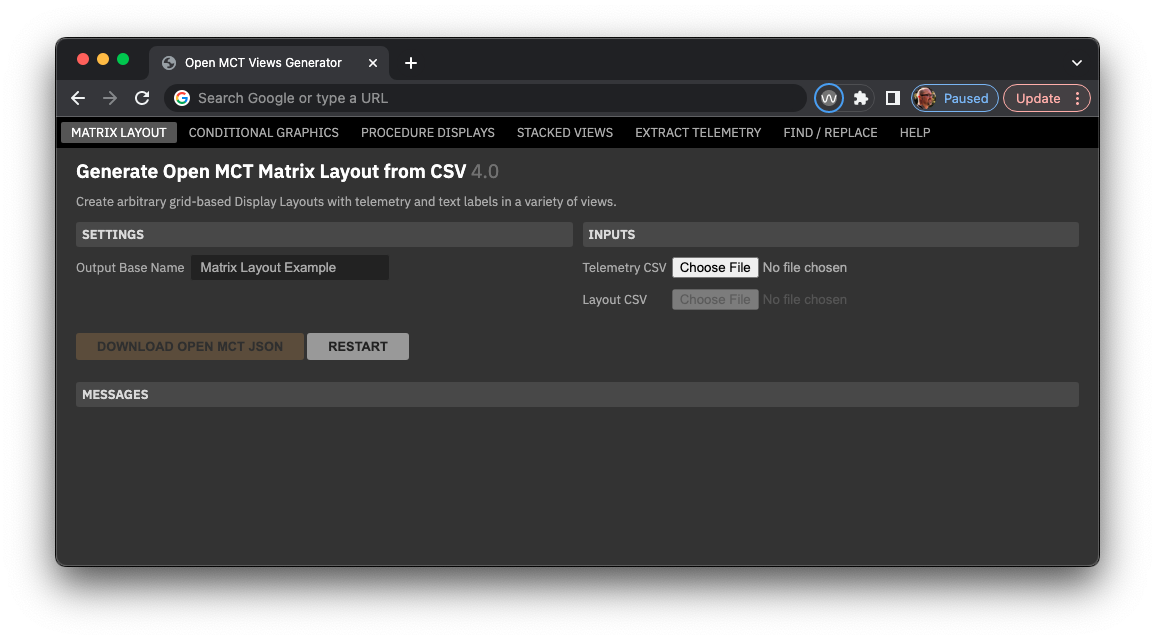 Open MCT Views Generator
Search Google or type a URL
Paused
Update
MATRIX LAYOUT CONDITIONAL GRAPHICS PROCEDURE DISPLAYS STACKED VIEWS EXTRACT TELEMETRY FIND / REPLACE HELP
Generate Open MCT Matrix Layout from CSV 4.0
Create arbitrary grid-based Display Layouts with telemetry and text labels in a variety of views.
SETTINGS
Output Base Name Matrix Layout Example
INPUTS
Telemetry CSV Choose File No file chosen
Layout CSV Choose File No file chosen
DOWNLOAD OPEN MCT JSON RESTART
MESSAGES